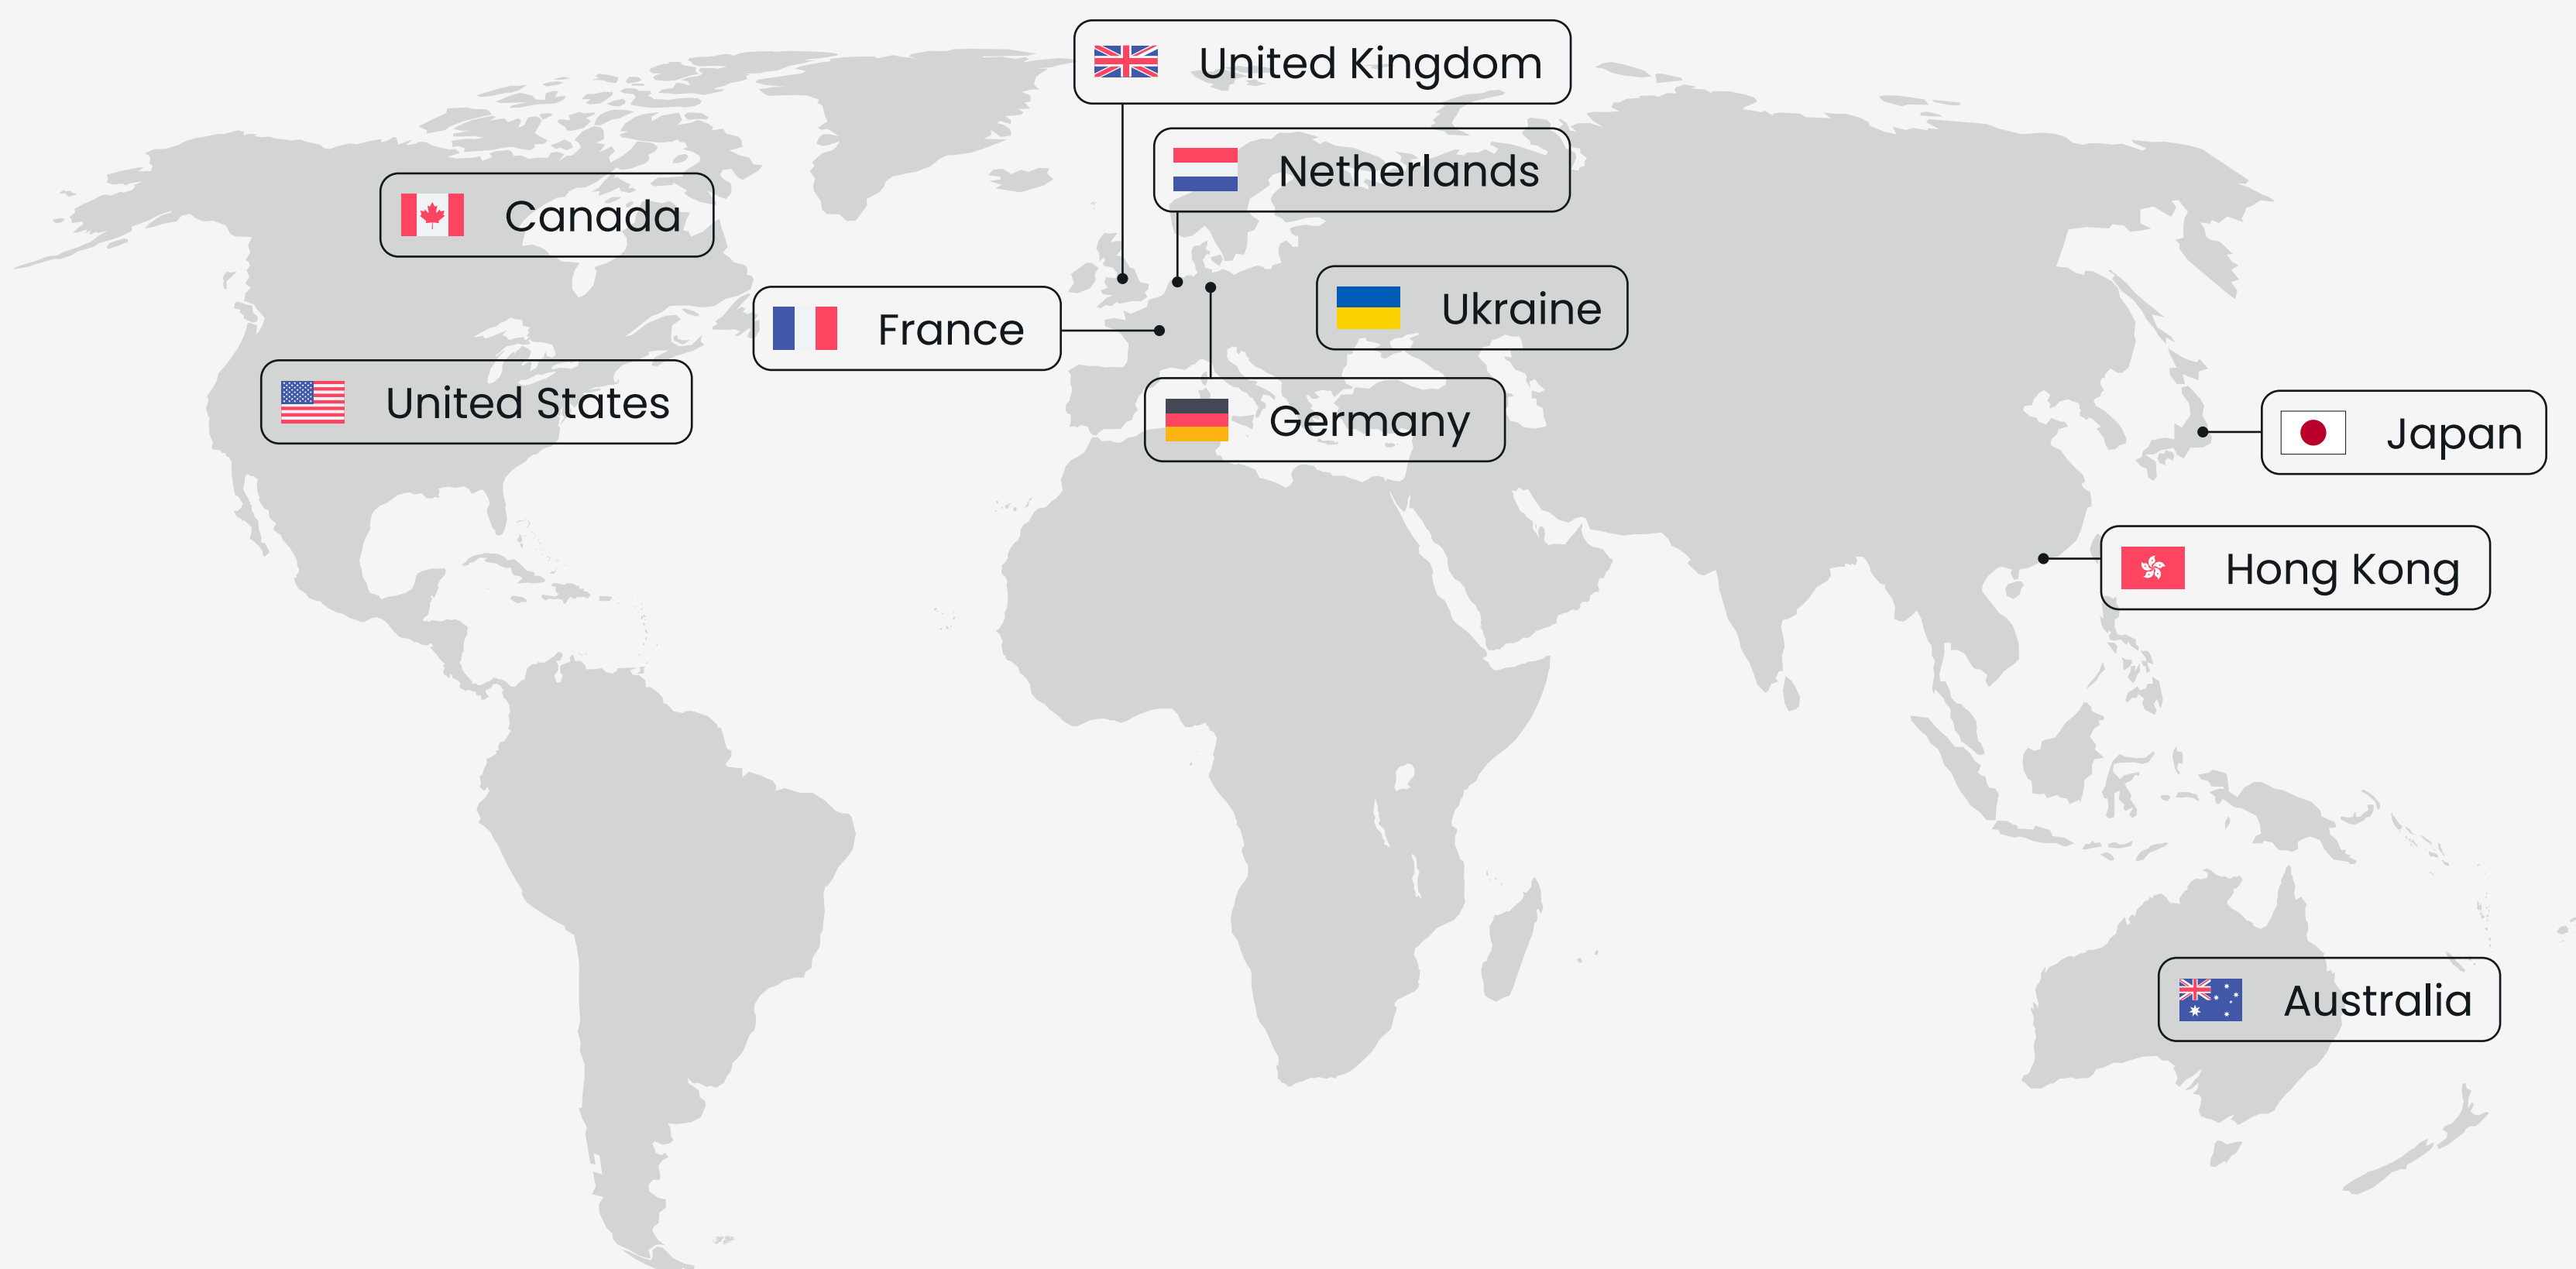 United Kingdom
Netherlands
Canada
Ukraine
France
United States
Germany
Japan
Hong Kong
Australia